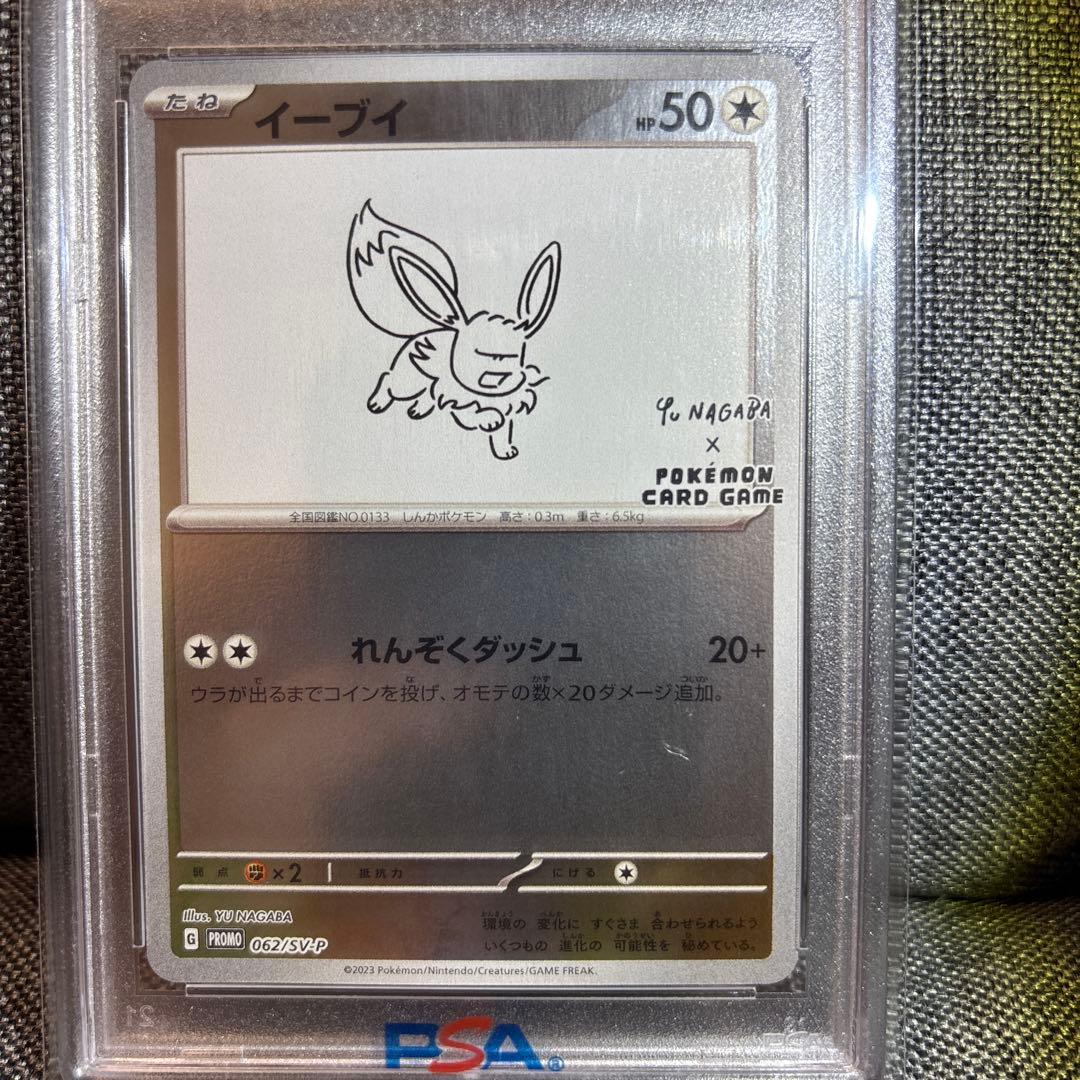 たね
イーブイ
HP 50
YU NAGABA
×
POKÉMON
CARD GAME
全国図鑑NO.0133 しんかポケモン 高さ:0.3m 重さ:6.5kg
れんぞくダッシュ 20+
ウラが出るまでコインを投げ、オモテの数×20ダメージ追加。
弱点 ×2 抵抗力 にげる
Illus. YU NAGABA
環境の 変化に すぐさま 合わせられるよう
いくつもの 進化の 可能性を 秘めている。
G PROMO 062/SV-P
©2023 Pokémon/Nintendo/Creatures/GAME FREAK.
PSA®